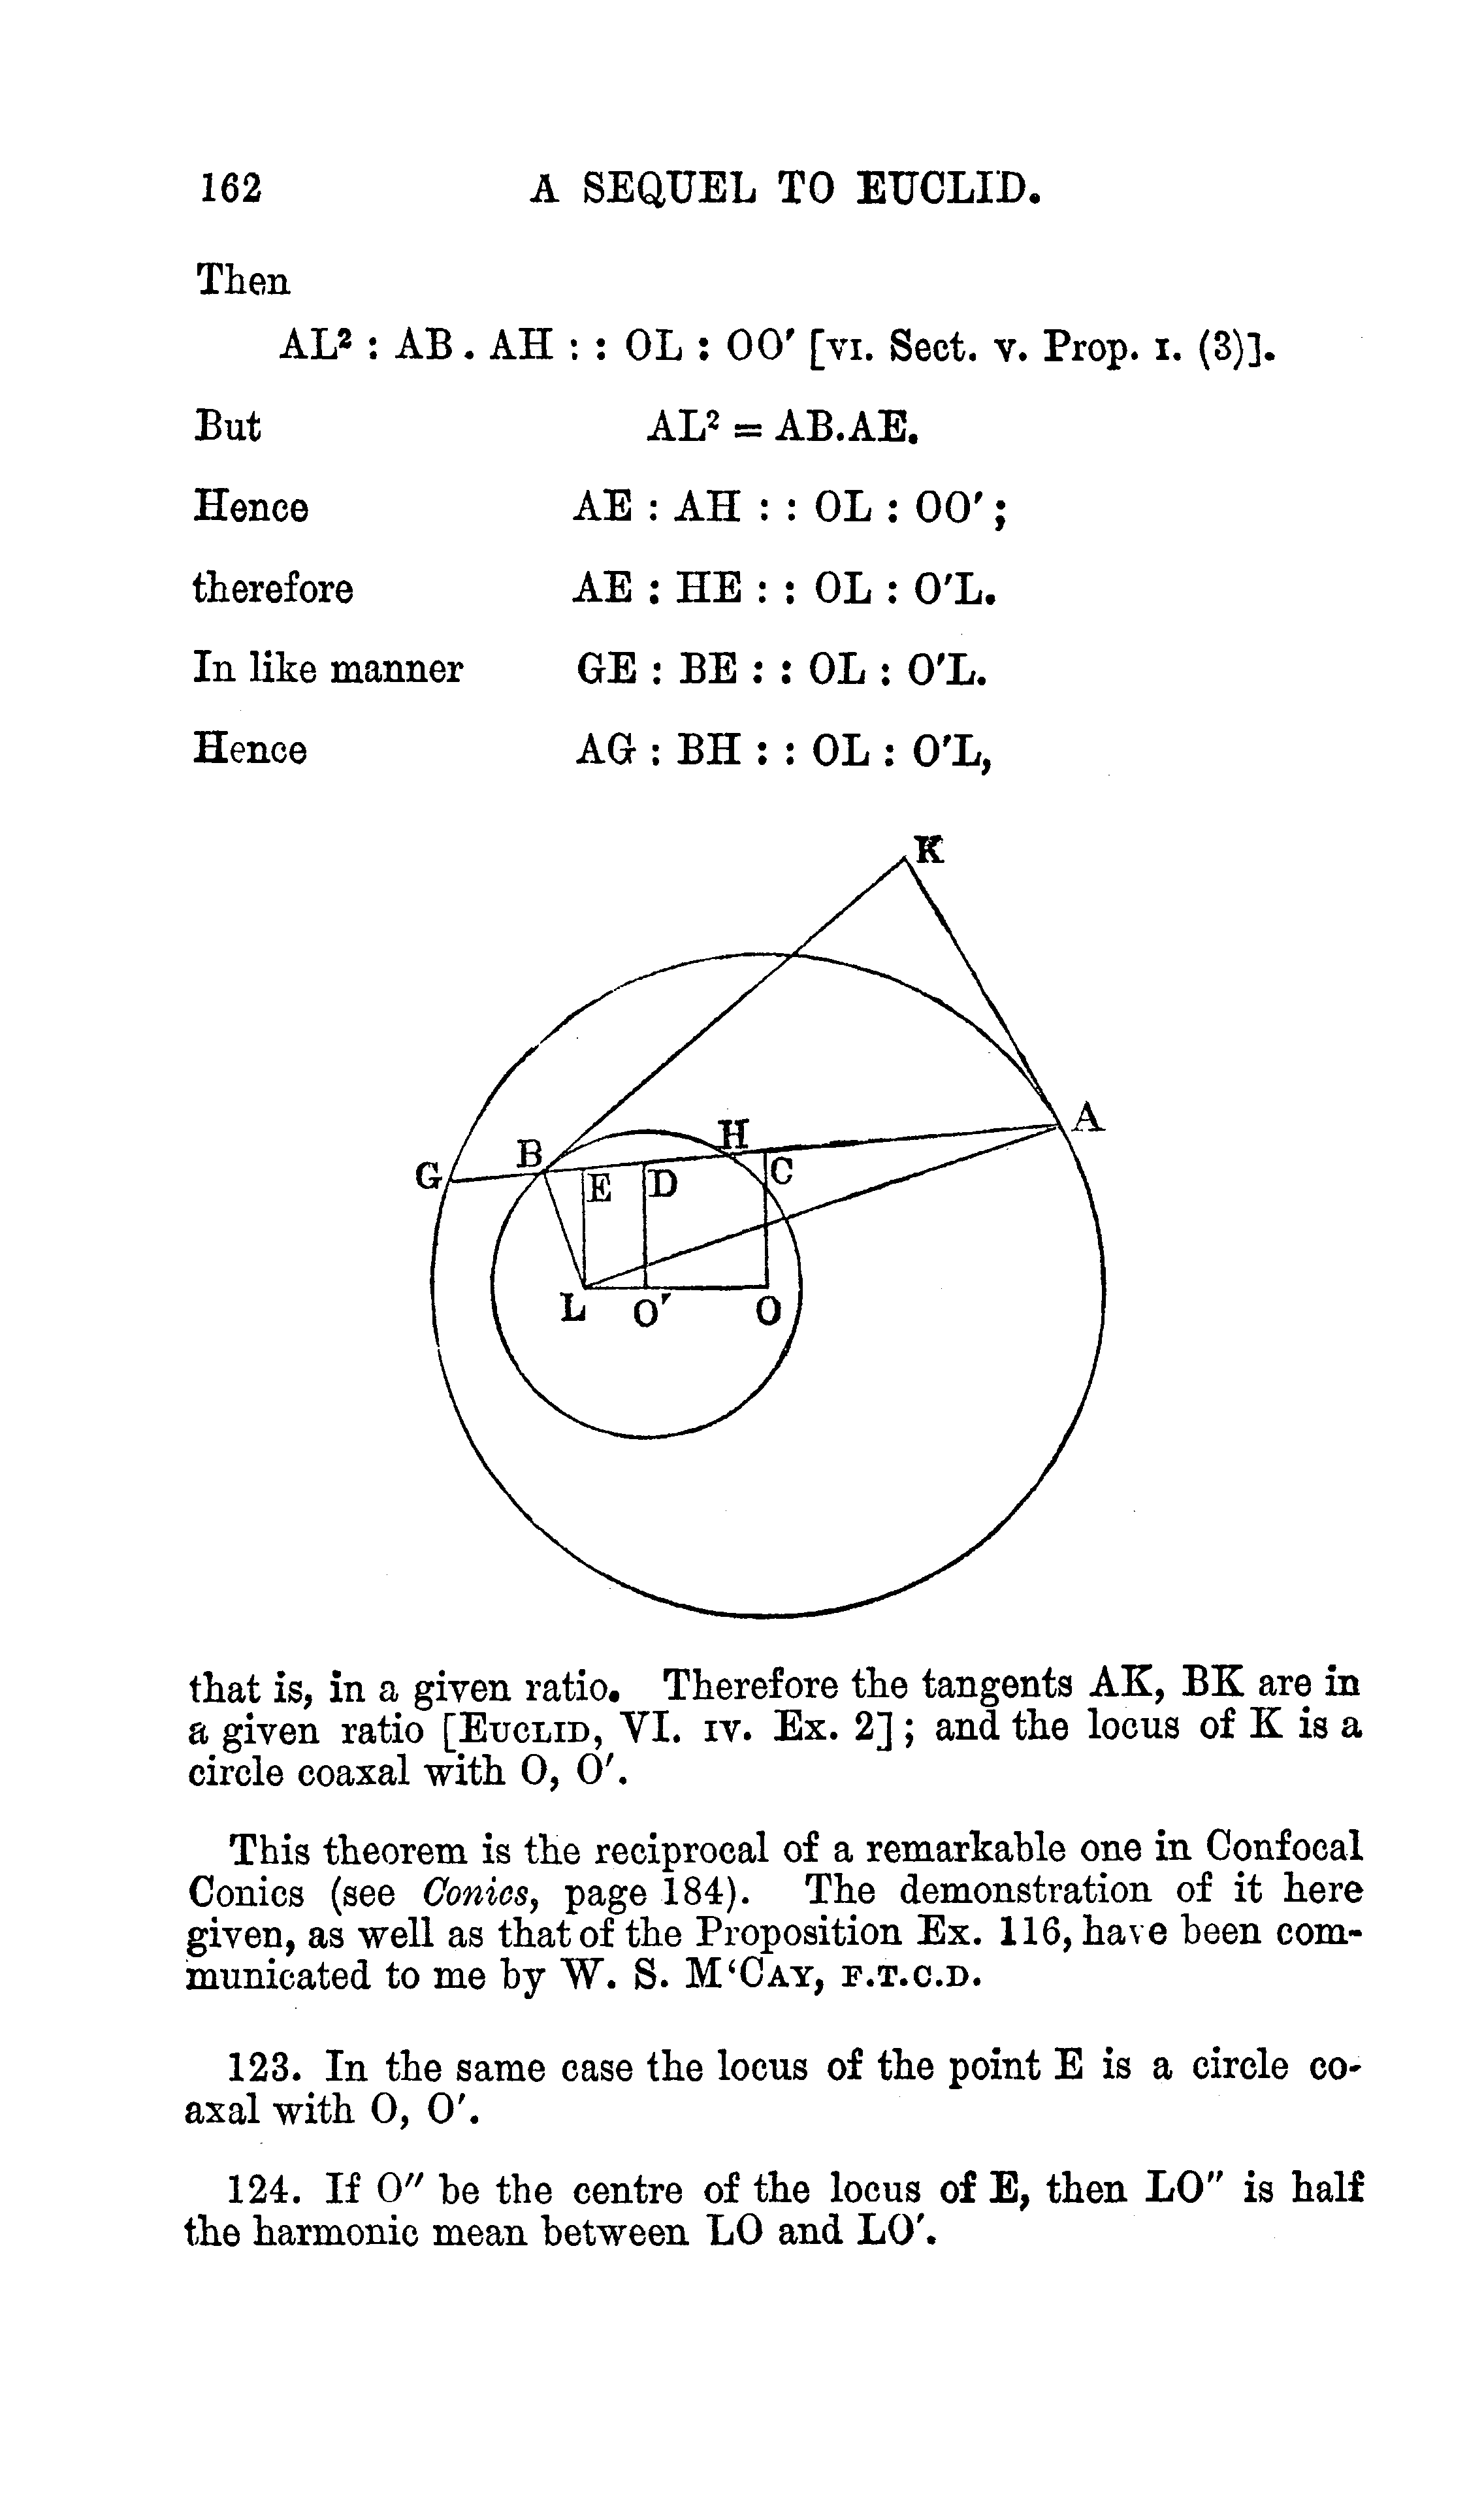 162 A SEQUEL TO EUCLID.
Then
AL² : AB . AH : : OL : OO′ [VI. Sect. V. Prop. I. (3)].
But AL² = AB.AE.
Hence AE : AH : : OL : OO′ ;
therefore AE : HE : : OL : O′L.
In like manner GE : BE : : OL : O′L.
Hence AG : BH : : OL : O′L,
K
A
H
B
G
C
E
D
L
O′
O
that is, in a given ratio. Therefore the tangents AK, BK are in
a given ratio [EUCLID, VI. IV. Ex. 2] ; and the locus of K is a
circle coaxal with O, O′.
This theorem is the reciprocal of a remarkable one in Confocal
Conics (see Conics, page 184). The demonstration of it here
given, as well as that of the Proposition Ex. 116, have been com-
municated to me by W. S. M‘CAY, F.T.C.D.
123. In the same case the locus of the point E is a circle co-
axal with O, O′.
124. If O″ be the centre of the locus of E, then LO″ is half
the harmonic mean between LO and LO′.